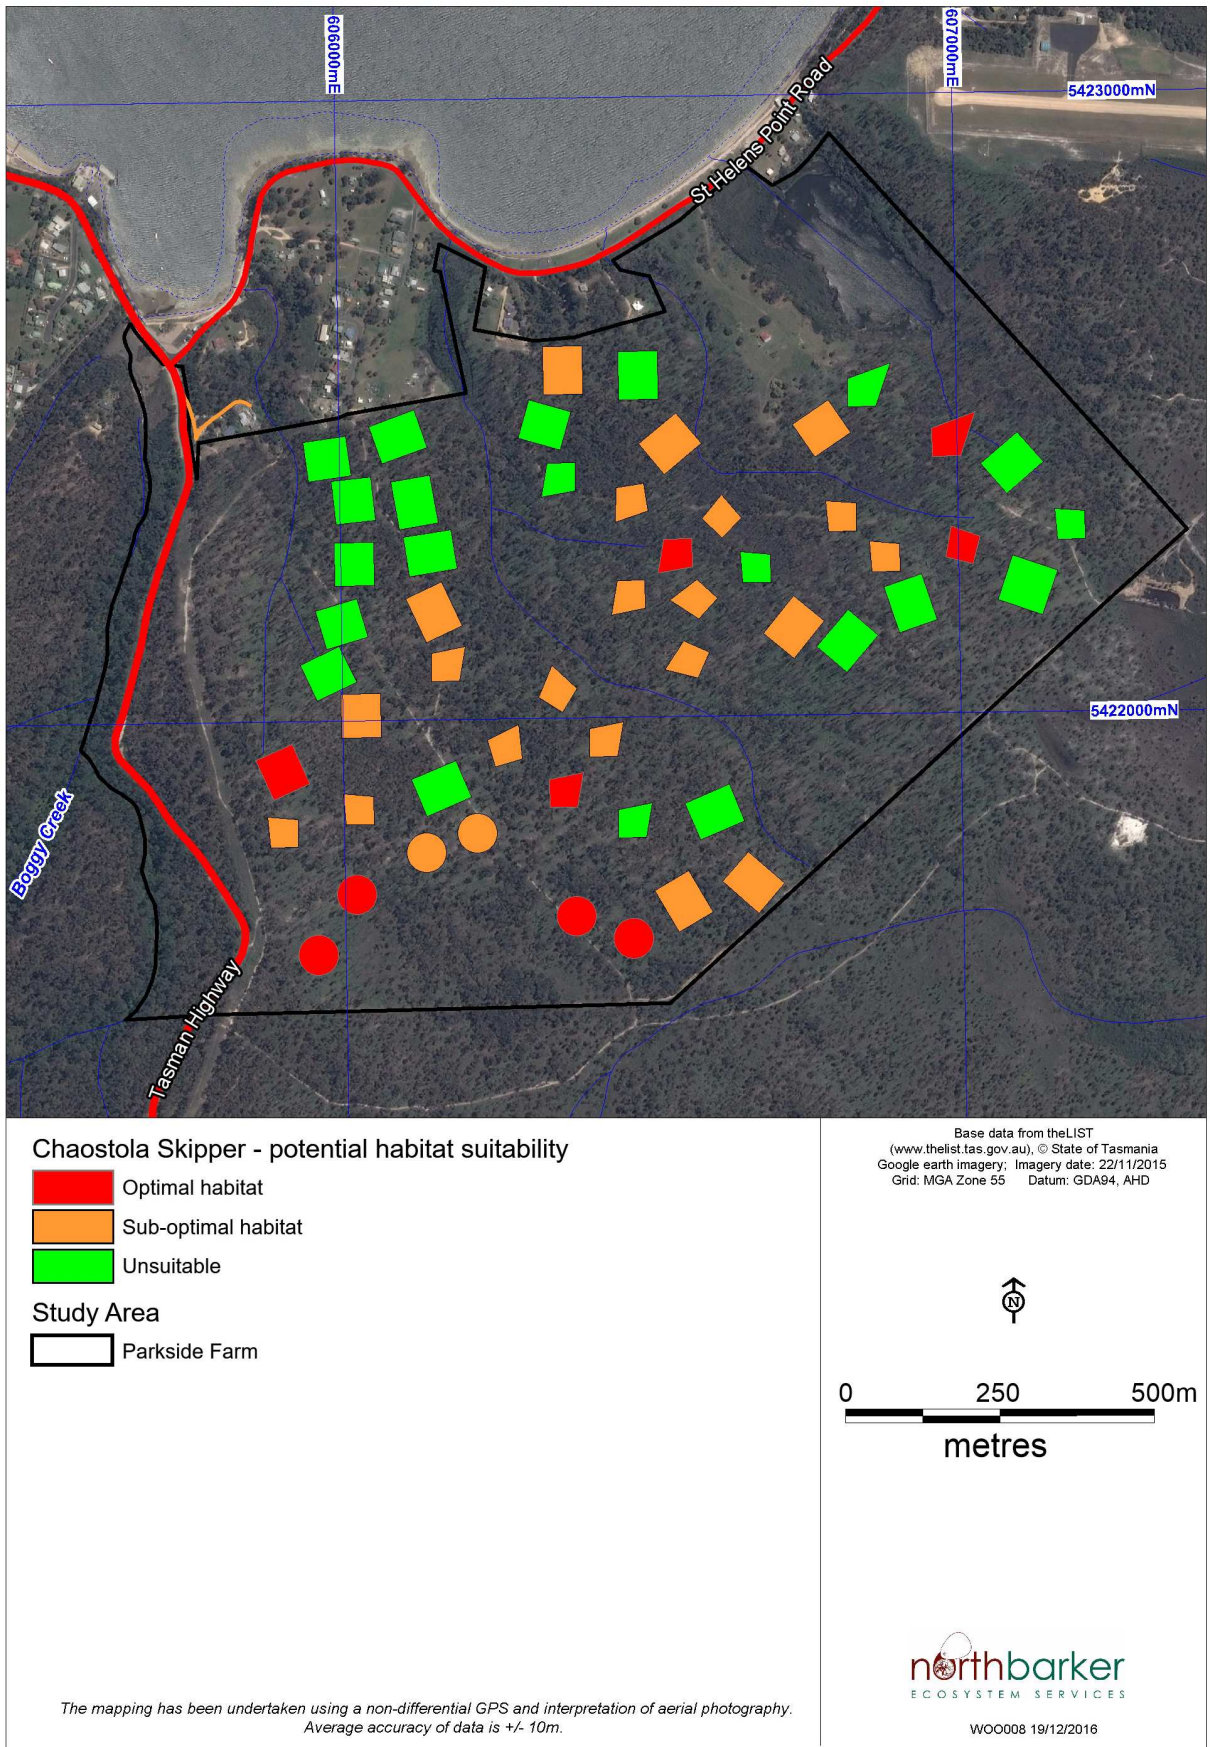 606000mE
607000mE
5423000mN
St Helens Point Road
5422000mN
Boggy Creek
Tasman Highway
Chaostola Skipper - potential habitat suitability
Optimal habitat
Sub-optimal habitat
Unsuitable
Study Area
Parkside Farm
Base data from theLIST
(www.thelist.tas.gov.au), © State of Tasmania
Google earth imagery; Imagery date: 22/11/2015
Grid: MGA Zone 55 Datum: GDA94, AHD
N
0 250 500m
metres
The mapping has been undertaken using a non-differential GPS and interpretation of aerial photography.
Average accuracy of data is +/- 10m.
northbarker
ECOSYSTEM SERVICES
WOO008 19/12/2016